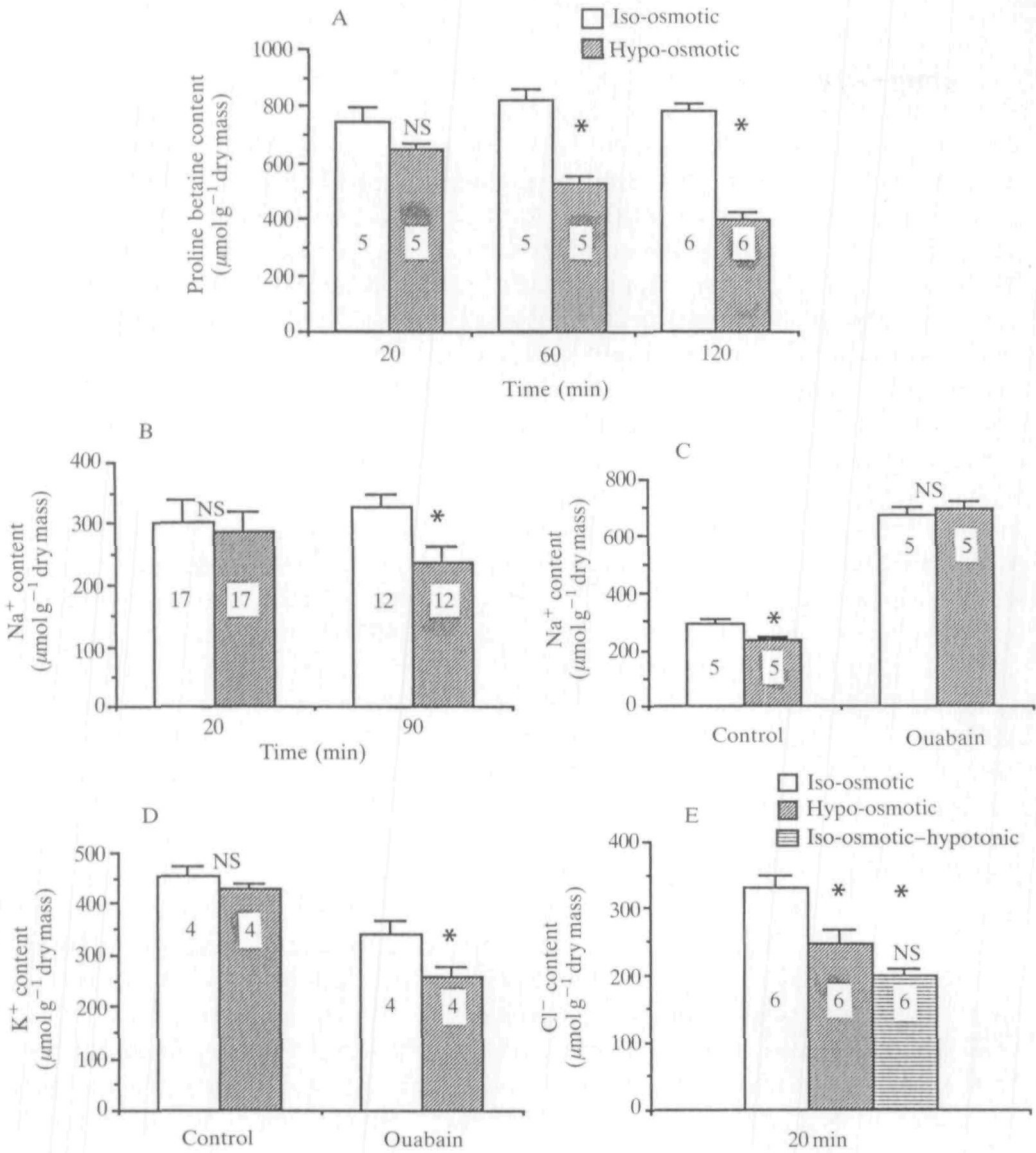 A
Iso-osmotic
Hypo-osmotic
Proline betaine content
(μmol g⁻¹ dry mass)
1000
800
600
400
200
0
NS
*
*
5
5
5
5
6
6
20
60
120
Time (min)
B
Na⁺ content
(μmol g⁻¹ dry mass)
400
300
200
100
0
NS
*
17
17
12
12
20
90
Time (min)
C
Na⁺ content
(μmol g⁻¹ dry mass)
800
600
400
200
0
NS
*
5
5
5
5
Control
Ouabain
D
K⁺ content
(μmol g⁻¹ dry mass)
500
400
300
200
100
0
NS
*
4
4
4
4
Control
Ouabain
E
Iso-osmotic
Hypo-osmotic
Iso-osmotic–hypotonic
Cl⁻ content
(μmol g⁻¹ dry mass)
400
300
200
100
0
*
*
NS
6
6
6
20 min